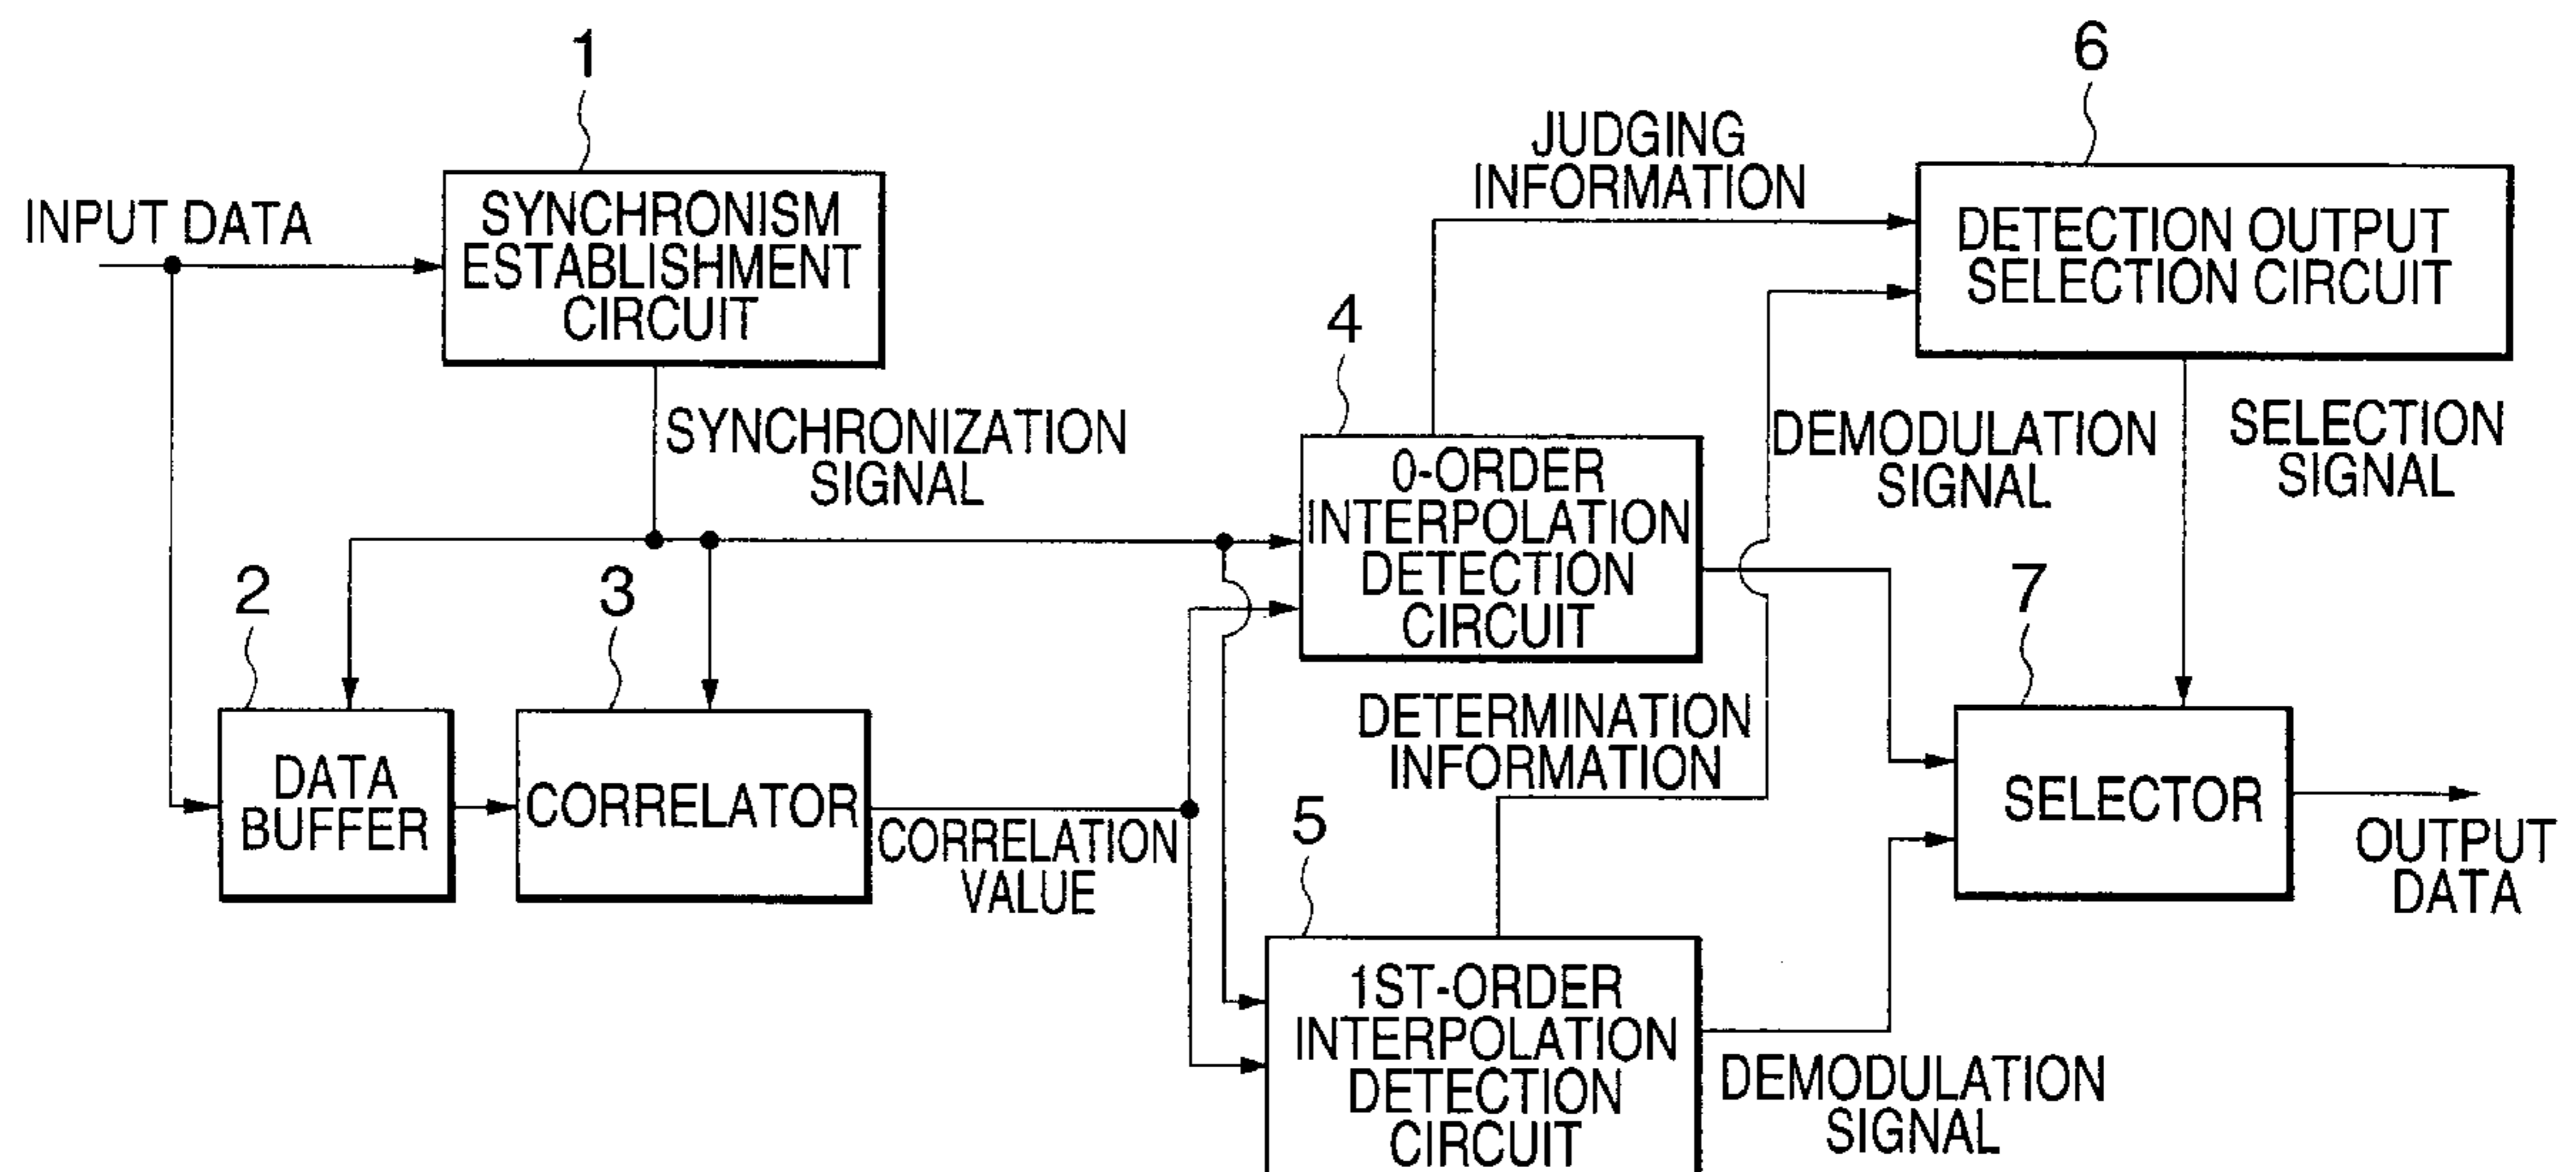 1
6
JUDGING
INFORMATION
INPUT DATA
SYNCHRONISM
ESTABLISHMENT
CIRCUIT
DETECTION OUTPUT
SELECTION CIRCUIT
4
SYNCHRONIZATION
SIGNAL
0-ORDER
INTERPOLATION
DETECTION
CIRCUIT
DEMODULATION
SIGNAL
SELECTION
SIGNAL
2
3
7
DATA
BUFFER
CORRELATOR
CORRELATION
VALUE
DETERMINATION
INFORMATION
5
SELECTOR
OUTPUT
DATA
1ST-ORDER
INTERPOLATION
DETECTION
CIRCUIT
DEMODULATION
SIGNAL